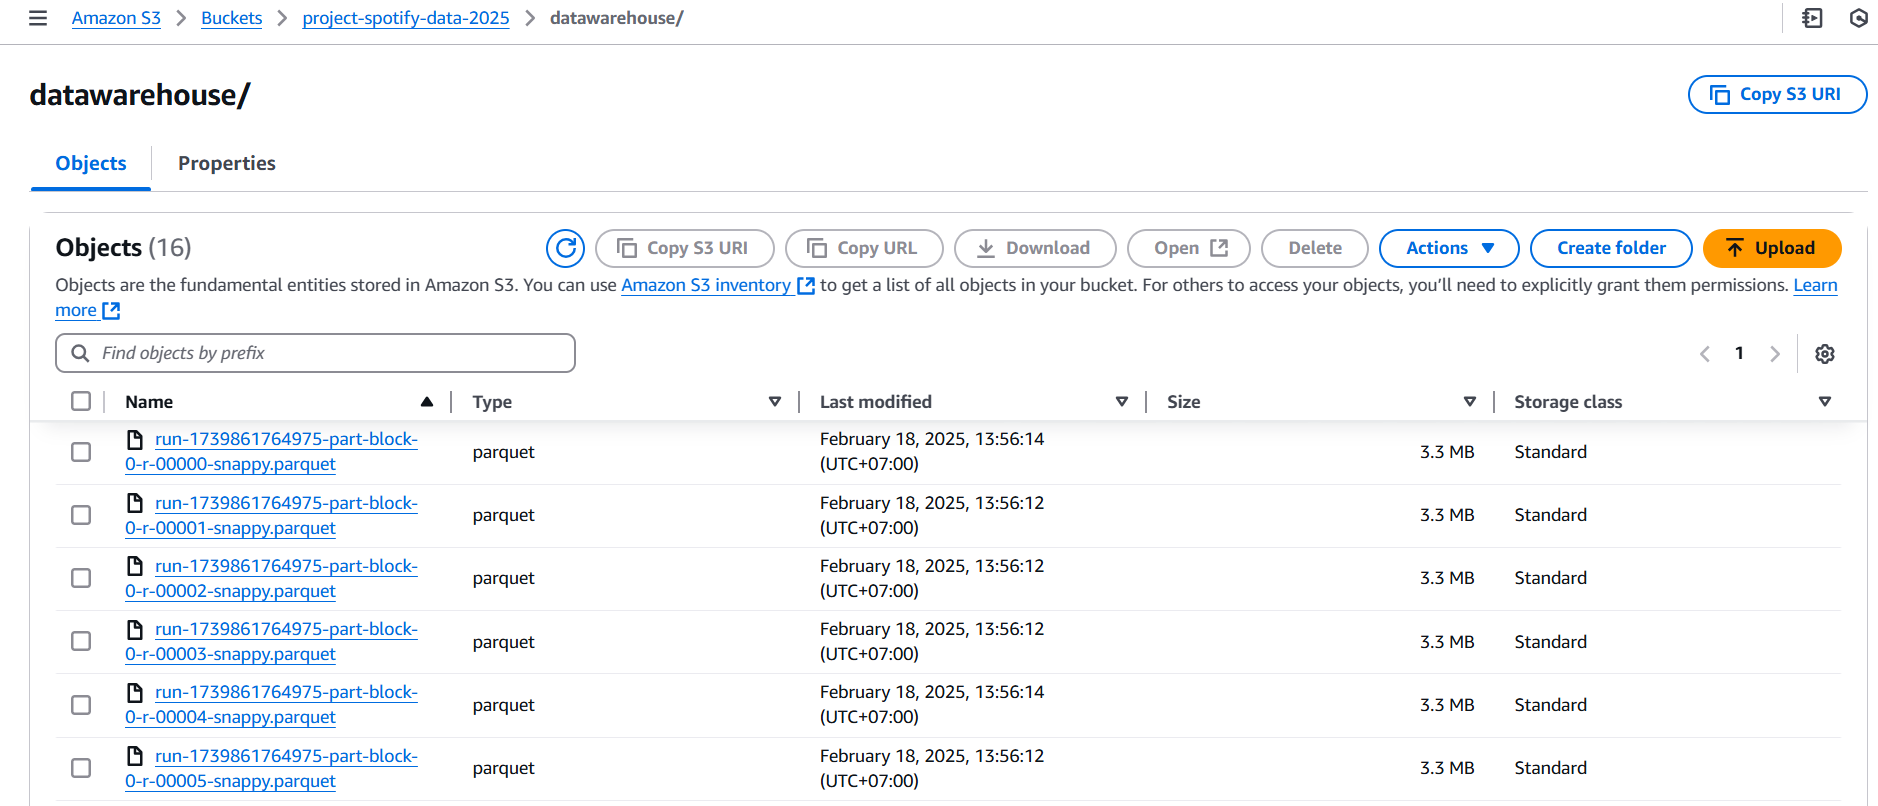 Amazon S3 > Buckets > project-spotify-data-2025 > datawarehouse/
datawarehouse/
Copy S3 URI
Objects Properties
Objects (16) Copy S3 URI Copy URL Download Open Delete Actions Create folder Upload
Objects are the fundamental entities stored in Amazon S3. You can use Amazon S3 inventory to get a list of all objects in your bucket. For others to access your objects, you’ll need to explicitly grant them permissions. Learn
more
Find objects by prefix
1
Name Type Last modified Size Storage class
run-1739861764975-part-block-
0-r-00000-snappy.parquet
parquet
February 18, 2025, 13:56:14
(UTC+07:00)
3.3 MB
Standard
run-1739861764975-part-block-
0-r-00001-snappy.parquet
parquet
February 18, 2025, 13:56:12
(UTC+07:00)
3.3 MB
Standard
run-1739861764975-part-block-
0-r-00002-snappy.parquet
parquet
February 18, 2025, 13:56:12
(UTC+07:00)
3.3 MB
Standard
run-1739861764975-part-block-
0-r-00003-snappy.parquet
parquet
February 18, 2025, 13:56:12
(UTC+07:00)
3.3 MB
Standard
run-1739861764975-part-block-
0-r-00004-snappy.parquet
parquet
February 18, 2025, 13:56:14
(UTC+07:00)
3.3 MB
Standard
run-1739861764975-part-block-
0-r-00005-snappy.parquet
parquet
February 18, 2025, 13:56:12
(UTC+07:00)
3.3 MB
Standard